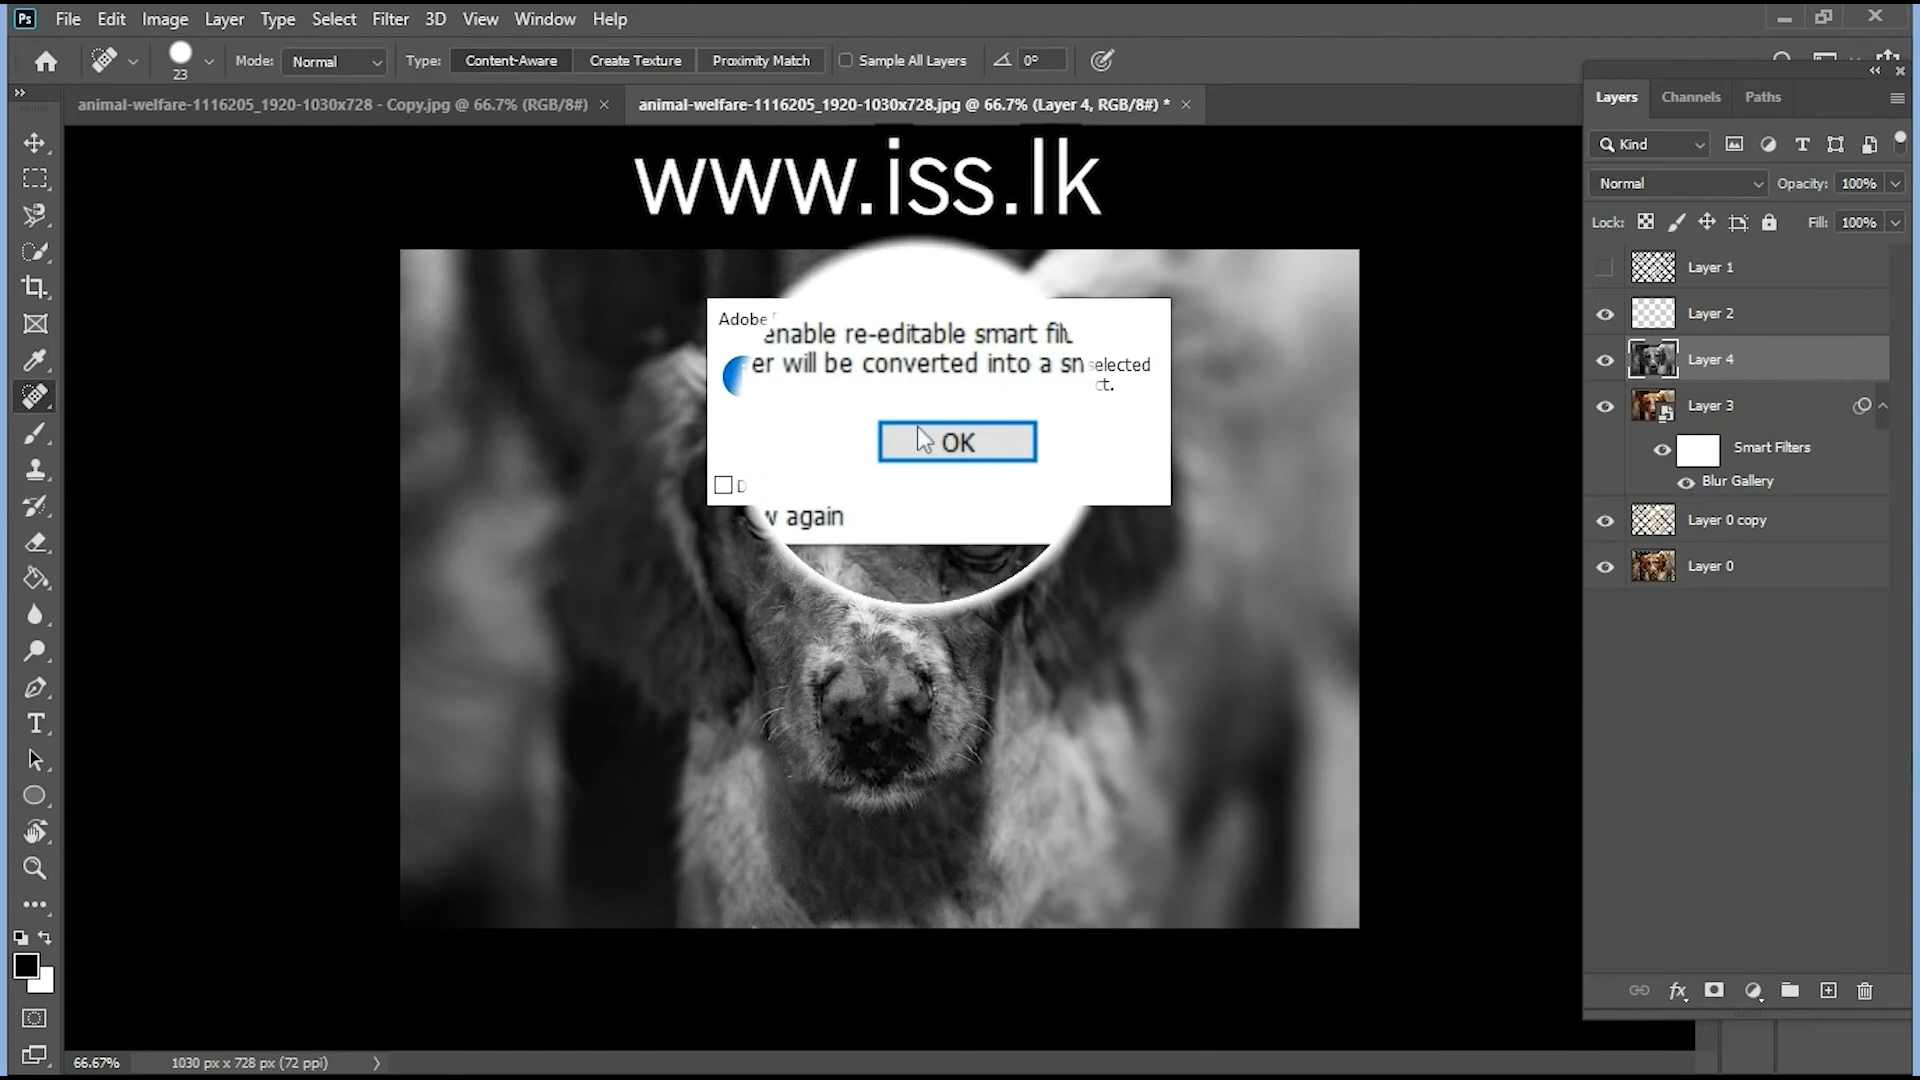 Ps File Edit Image Layer Type Select Filter 3D View Window Help
23 Mode: Normal Type: Content-Aware Create Texture Proximity Match Sample All Layers 0°
animal-welfare-1116205_1920-1030x728 - Copy.jpg @ 66.7% (RGB/8#) × animal-welfare-1116205_1920-1030x728.jpg @ 66.7% (Layer 4, RGB/8#) * ×
www.iss.lk
Adobe
enable re-editable smart
er will be converted into a selected
OK
again
Layers Channels Paths
Kind
Normal Opacity: 100%
Lock: Fill: 100%
Layer 1
Layer 2
Layer 4
Layer 3
Smart Filters
Blur Gallery
Layer 0 copy
Layer 0
fx
66.67% 1030 px x 728 px (72 ppi)